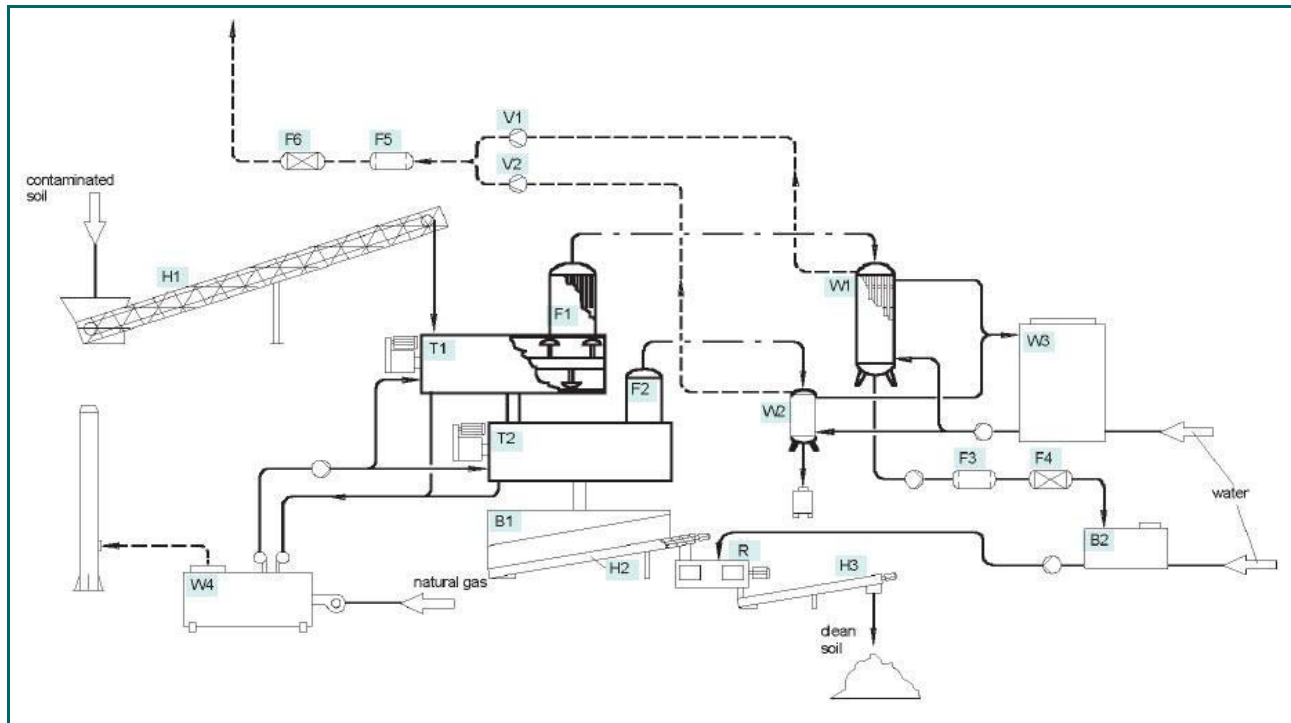 V1
F6
F5
V2
contaminated
soil
H1
W1
F1
T1
W3
F2
W2
T2
F3
F4
water
B1
B2
R
H2
H3
W4
natural gas
clean
soil